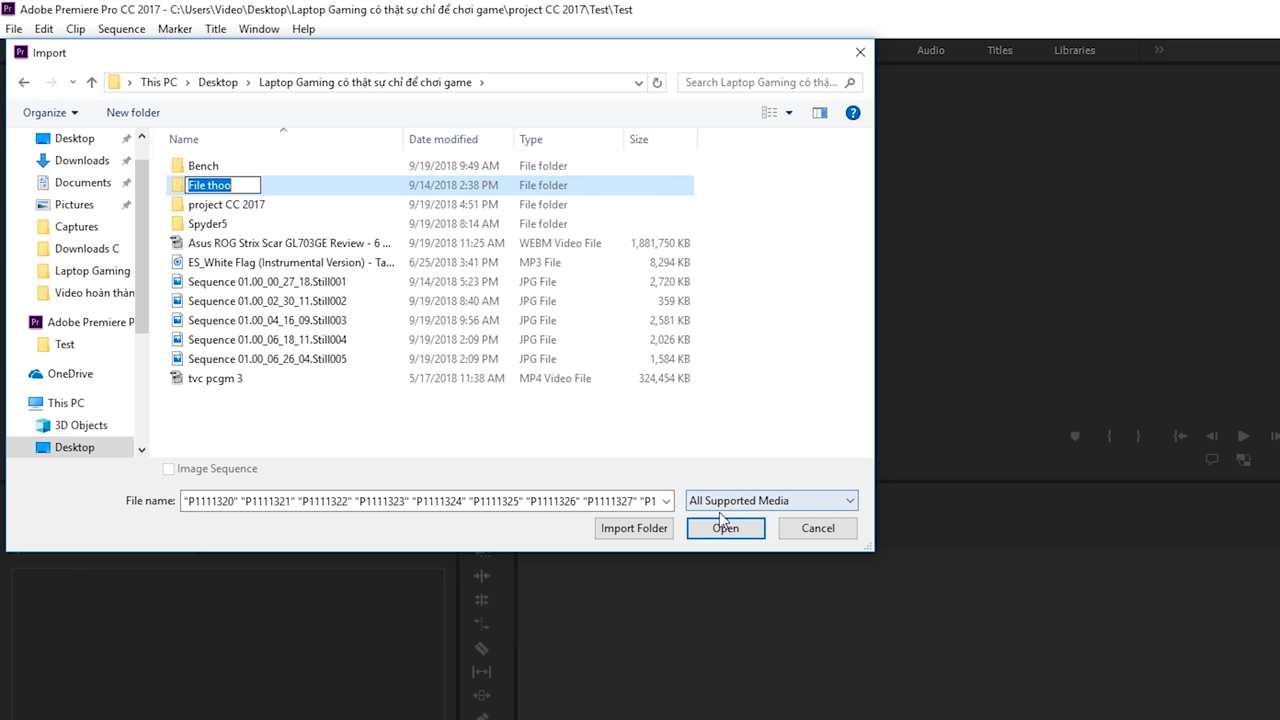 Adobe Premiere Pro CC 2017 - C:\Users\Video\Desktop\Laptop Gaming có thật sự chỉ để chơi game\project CC 2017\Test\Test
File Edit Clip Sequence Marker Title Window Help
Import
Audio Titles Libraries
This PC Desktop Laptop Gaming có thật sự chỉ để chơi game
Search Laptop Gaming có thậ...
Organize New folder
Name Date modified Type Size
Desktop
Downloads
Documents
Pictures
Captures
Downloads C
Laptop Gaming
Video hoàn thàn
Adobe Premiere P
Test
OneDrive
This PC
3D Objects
Desktop
Bench 9/19/2018 9:49 AM File folder
File thoo 9/14/2018 2:38 PM File folder
project CC 2017 9/19/2018 4:51 PM File folder
Spyder5 9/19/2018 8:14 AM File folder
Asus ROG Strix Scar GL703GE Review - 6 ... 9/19/2018 11:25 AM WEBM Video File 1,881,750 KB
ES_White Flag (Instrumental Version) - Ta... 6/25/2018 3:41 PM MP3 File 8,294 KB
Sequence 01.00_00_27_18.Still001 9/14/2018 5:23 PM JPG File 2,720 KB
Sequence 01.00_02_30_11.Still002 9/19/2018 8:40 AM JPG File 359 KB
Sequence 01.00_04_16_09.Still003 9/19/2018 9:56 AM JPG File 2,581 KB
Sequence 01.00_06_18_11.Still004 9/19/2018 2:09 PM JPG File 2,026 KB
Sequence 01.00_06_26_04.Still005 9/19/2018 2:09 PM JPG File 1,584 KB
tvc pcgm 3 5/17/2018 11:38 AM MP4 Video File 324,454 KB
Image Sequence
File name: "P1111320" "P1111321" "P1111322" "P1111323" "P1111324" "P1111325" "P1111326" "P1111327" "P1 All Supported Media
Import Folder Open Cancel